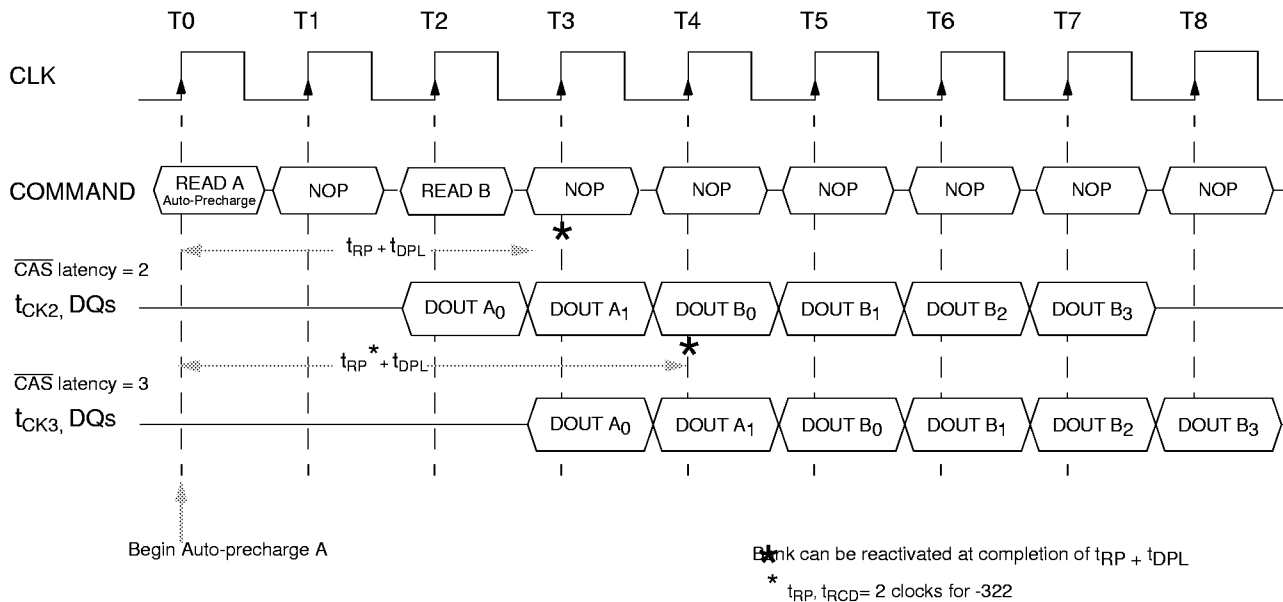 T0 T1 T2 T3 T4 T5 T6 T7 T8
CLK
COMMAND READ A NOP READ B NOP NOP NOP NOP NOP NOP
Auto-Precharge
*
tRP + tDPL
CAS latency = 2
tCK2, DQs DOUT A0 DOUT A1 DOUT B0 DOUT B1 DOUT B2 DOUT B3
*
tRP* + tDPL
CAS latency = 3
tCK3, DQs DOUT A0 DOUT A1 DOUT B0 DOUT B1 DOUT B2 DOUT B3
Begin Auto-precharge A
* Bank can be reactivated at completion of tRP + tDPL
* tRP, tRCD= 2 clocks for -322